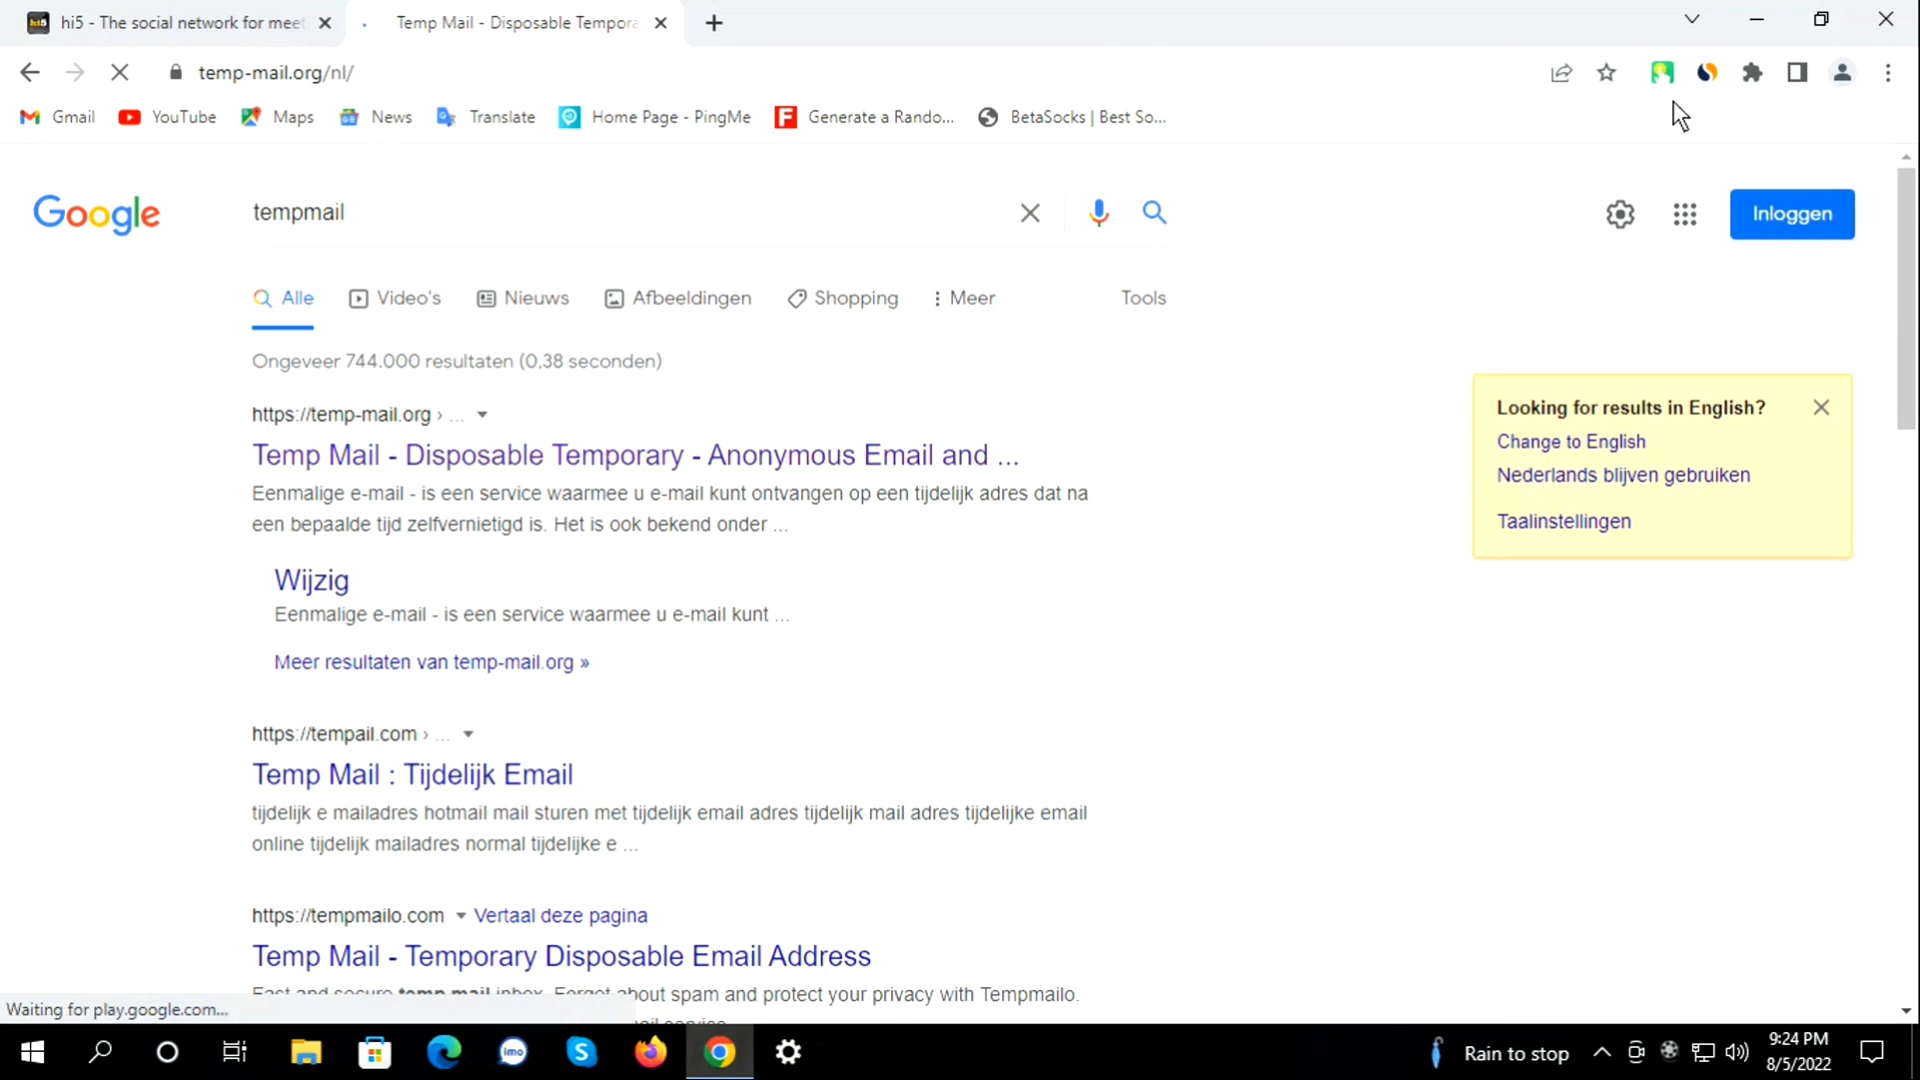 hi5 - The social network for meet
Temp Mail - Disposable Tempora
temp-mail.org/nl/
Gmail
YouTube
Maps
News
Translate
Home Page - PingMe
Generate a Rando...
BetaSocks | Best So...
Google
tempmail
Inloggen
Alle
Video's
Nieuws
Afbeeldingen
Shopping
Meer
Tools
Ongeveer 744.000 resultaten (0,38 seconden)
https://temp-mail.org › ...
Temp Mail - Disposable Temporary - Anonymous Email and ...
Eenmalige e-mail - is een service waarmee u e-mail kunt ontvangen op een tijdelijk adres dat na
een bepaalde tijd zelfvernietigd is. Het is ook bekend onder ...
Wijzig
Eenmalige e-mail - is een service waarmee u e-mail kunt ...
Meer resultaten van temp-mail.org »
https://tempail.com › ...
Temp Mail : Tijdelijk Email
tijdelijk e mailadres hotmail mail sturen met tijdelijk email adres tijdelijk mail adres tijdelijke email
online tijdelijk mailadres normal tijdelijke e ...
https://tempmailo.com
Vertaal deze pagina
Temp Mail - Temporary Disposable Email Address
Fast and secure temp mail inbox. Forget about spam and protect your privacy with Tempmailo.
Looking for results in English?
Change to English
Nederlands blijven gebruiken
Taalinstellingen
Waiting for play.google.com...
imo
Rain to stop
9:24 PM
8/5/2022